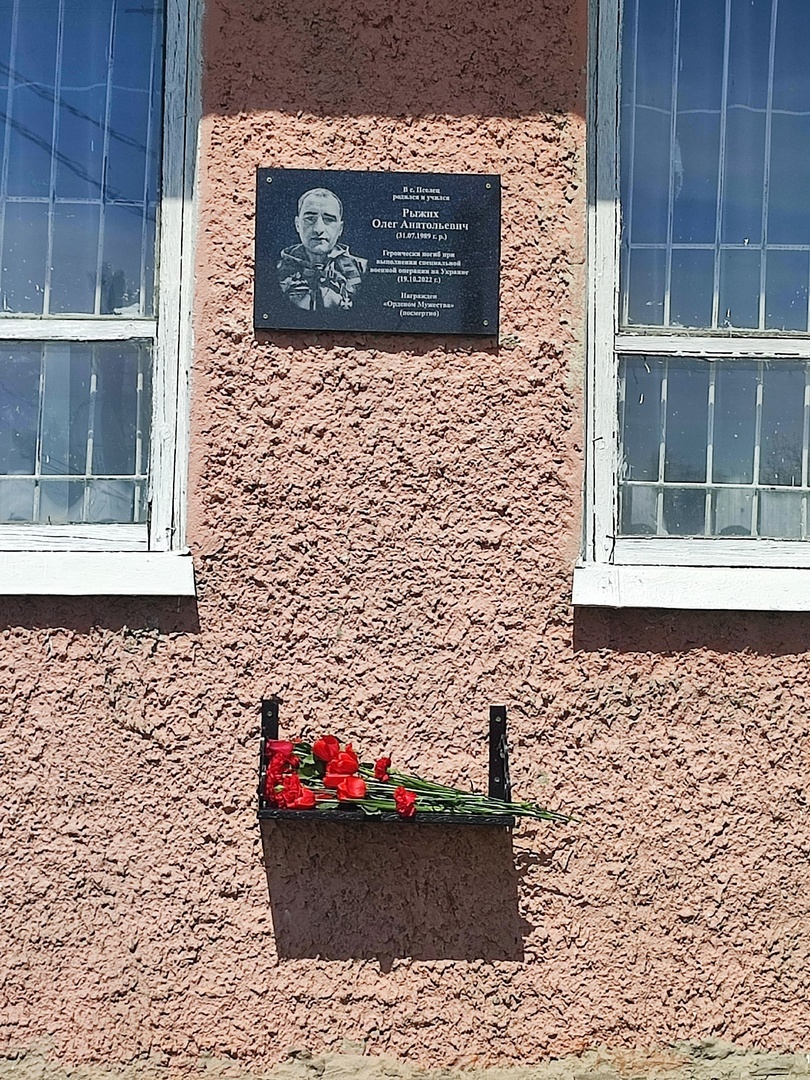 В с. Пселец
родился и учился
Рыжих
Олег Анатольевич
(31.07.1989 г. р.)
Героически погиб при
выполнении специальной
военной операции на Украине
(19.10.2022 г.)
Награжден
«Орденом Мужества»
(посмертно)